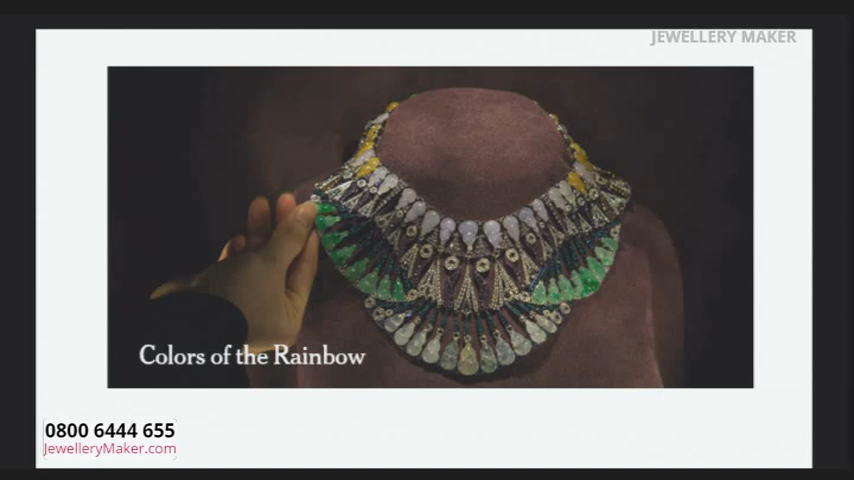 JEWELLERY MAKER
Colors of the Rainbow
0800 6444 655
JewelleryMaker.com